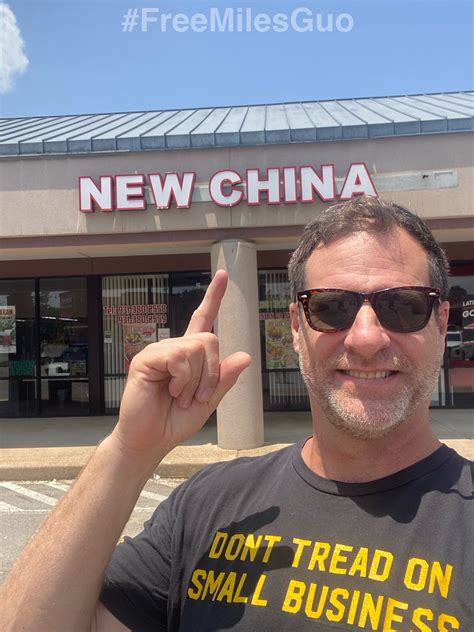 #FreeMilesGuo
NEW CHINA
DONT TREAD ON
SMALL BUSINESS